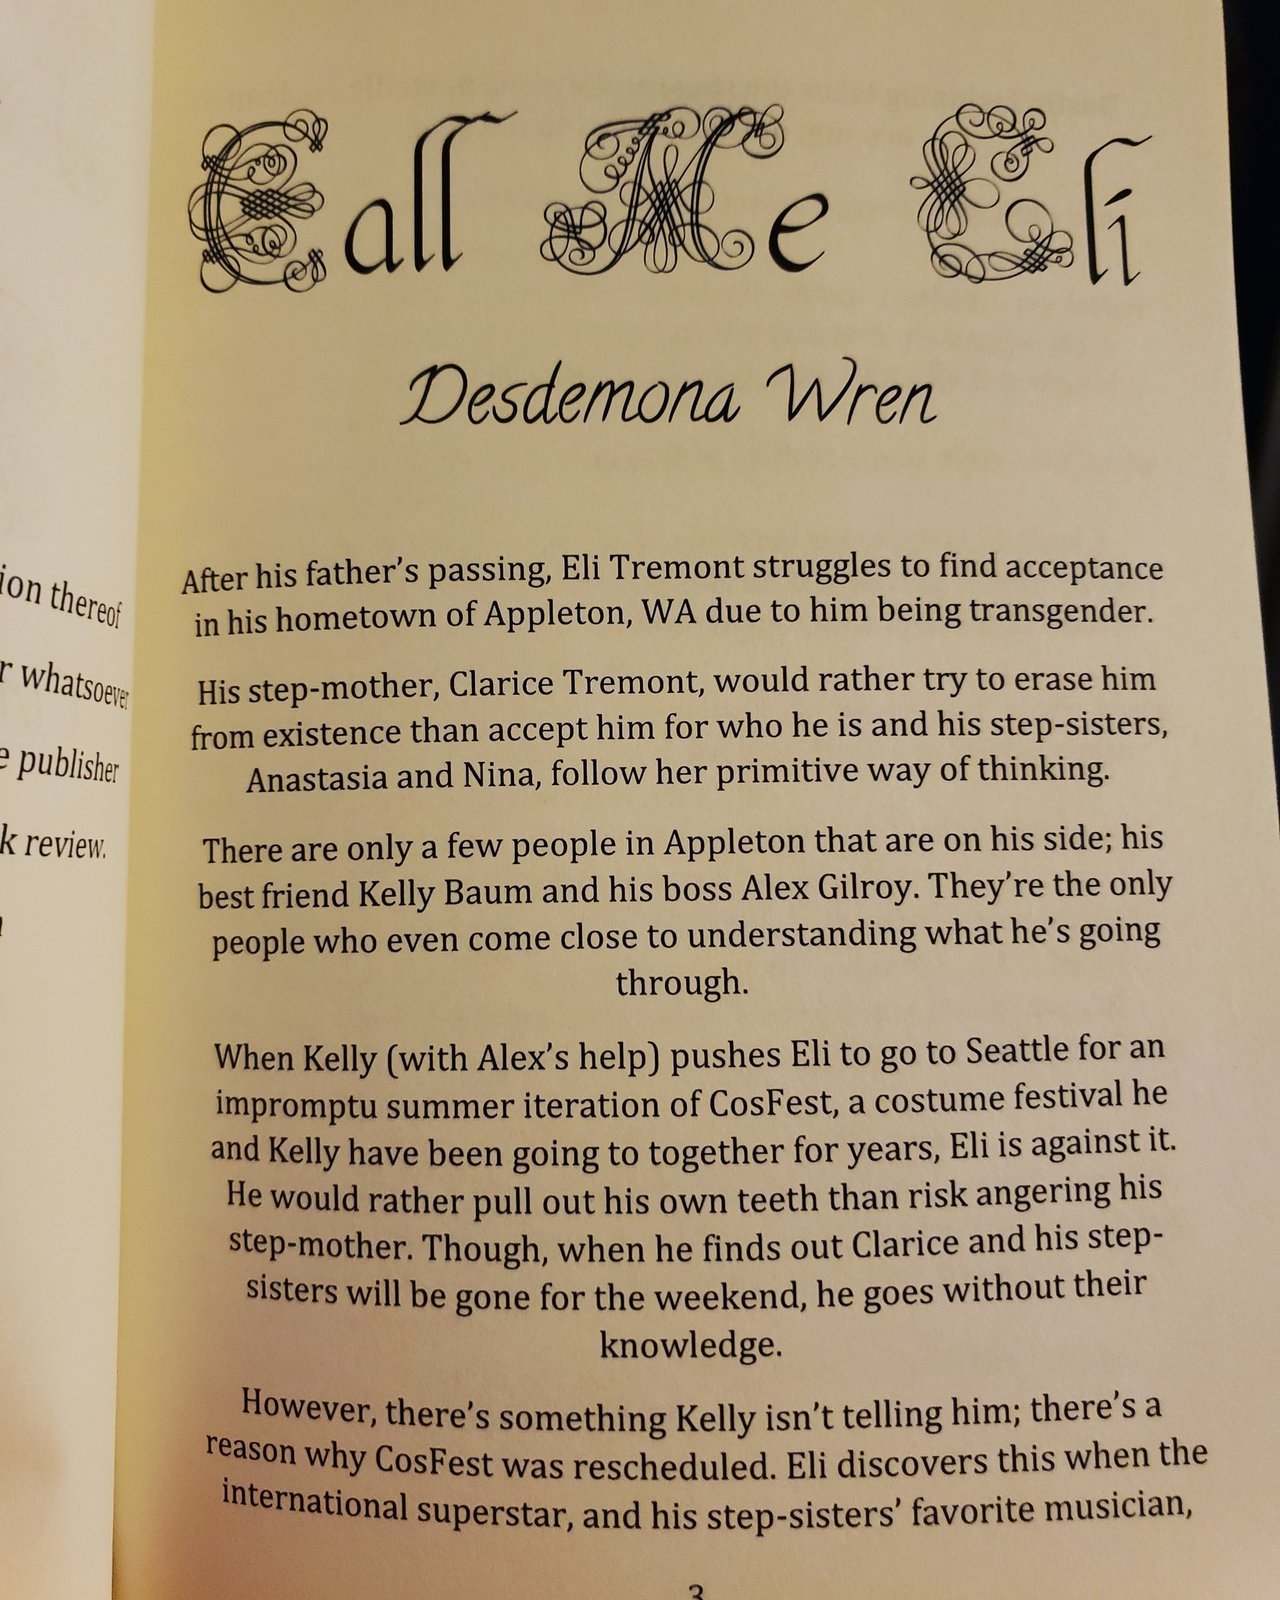 ion thereof
r whatsoever
e publisher
k review.
Call Me Eli
Desdemona Wren
After his father's passing, Eli Tremont struggles to find acceptance
in his hometown of Appleton, WA due to him being transgender.
His step-mother, Clarice Tremont, would rather try to erase him
from existence than accept him for who he is and his step-sisters,
Anastasia and Nina, follow her primitive way of thinking.
There are only a few people in Appleton that are on his side; his
best friend Kelly Baum and his boss Alex Gilroy. They're the only
people who even come close to understanding what he's going
through.
When Kelly (with Alex's help) pushes Eli to go to Seattle for an
impromptu summer iteration of CosFest, a costume festival he
and Kelly have been going to together for years, Eli is against it.
He would rather pull out his own teeth than risk angering his
step-mother. Though, when he finds out Clarice and his step-
sisters will be gone for the weekend, he goes without their
knowledge.
However, there's something Kelly isn't telling him; there's a
reason why CosFest was rescheduled. Eli discovers this when the
international superstar, and his step-sisters' favorite musician,
3